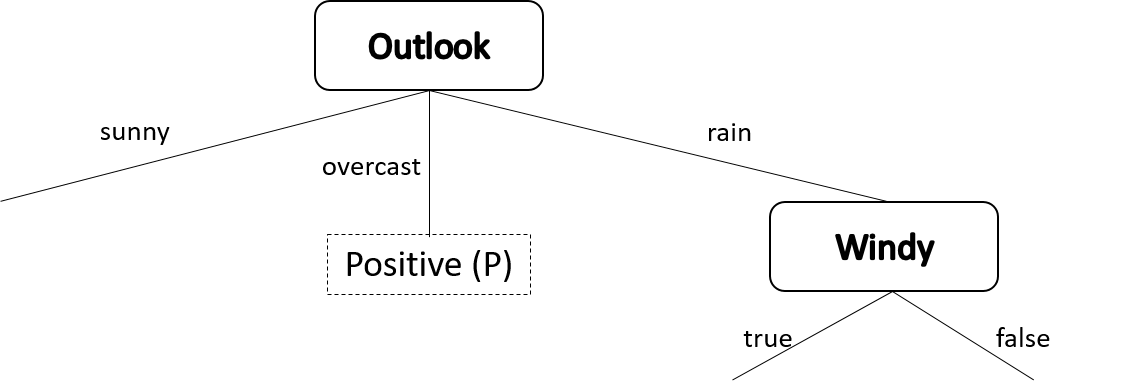 Outlook
sunny
rain
overcast
Windy
Positive (P)
true
false